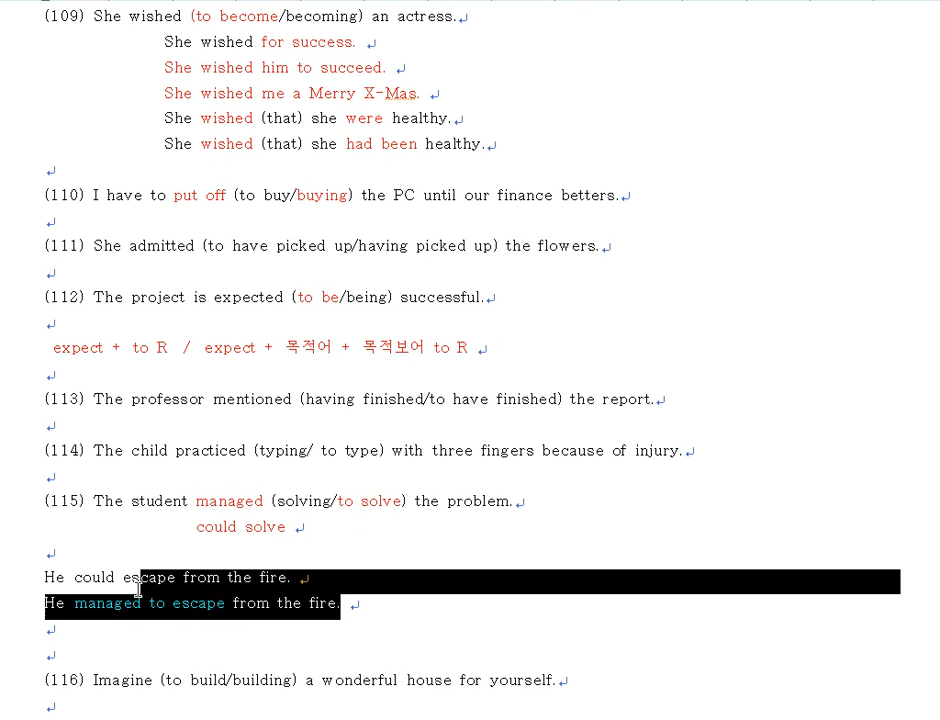 (109) She wished (to become/becoming) an actress.
She wished for success.
She wished him to succeed.
She wished me a Merry X-Mas.
She wished (that) she were healthy.
She wished (that) she had been healthy.
(110) I have to put off (to buy/buying) the PC until our finance betters.
(111) She admitted (to have picked up/having picked up) the flowers.
(112) The project is expected (to be/being) successful.
expect + to R / expect + 목적어 + 목적보어 to R
(113) The professor mentioned (having finished/to have finished) the report.
(114) The child practiced (typing/ to type) with three fingers because of injury.
(115) The student managed (solving/to solve) the problem.
could solve
He could escape from the fire.
He managed to escape from the fire.
(116) Imagine (to build/building) a wonderful house for yourself.